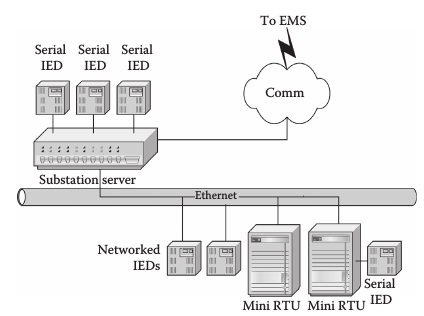 To EMS
Serial
IED
Serial
IED
Serial
IED
Comm
Substation server
Ethernet
Networked
IEDs
Mini RTU
Mini RTU
Serial
IED